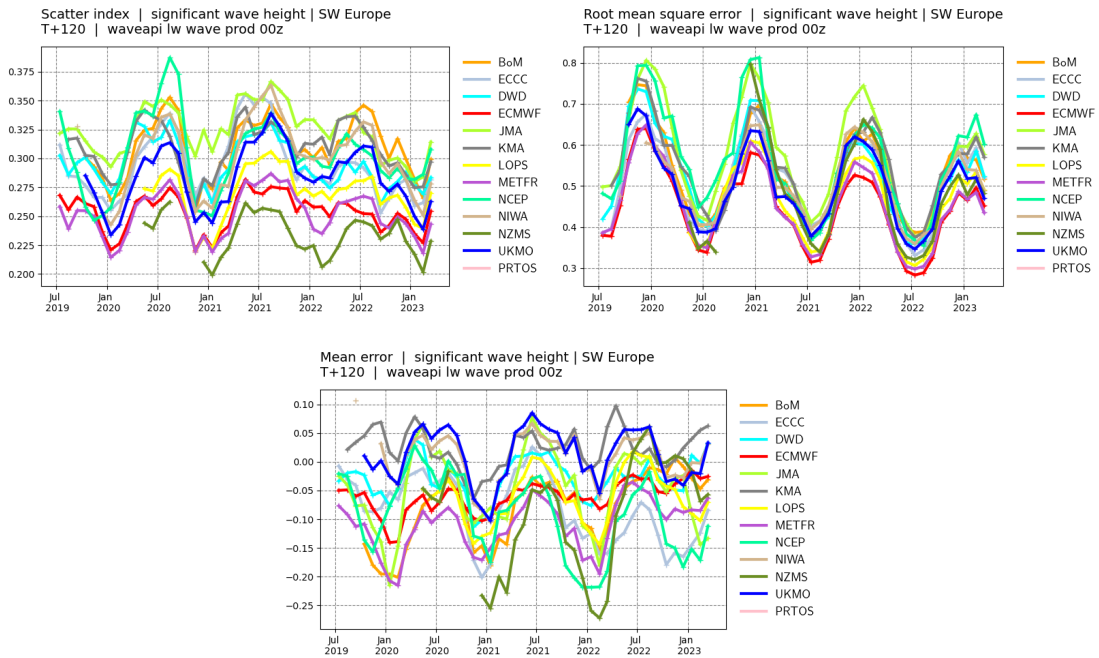 Scatter index  |  significant wave height | SW Europe
T+120  |  waveapi lw wave prod 00z
0.375
0.350
0.325
0.300
0.275
0.250
0.225
0.200
Jul Jan Jul Jan Jul Jan Jul Jan
2019 2020 2020 2021 2021 2022 2022 2023
BoM
ECCC
DWD
ECMWF
JMA
KMA
LOPS
METFR
NCEP
NIWA
NZMS
UKMO
PRTOS
Root mean square error  |  significant wave height | SW Europe
T+120  |  waveapi lw wave prod 00z
0.8
0.7
0.6
0.5
0.4
0.3
Jul Jan Jul Jan Jul Jan Jul Jan
2019 2020 2020 2021 2021 2022 2022 2023
BoM
ECCC
DWD
ECMWF
JMA
KMA
LOPS
METFR
NCEP
NIWA
NZMS
UKMO
PRTOS
Mean error  |  significant wave height | SW Europe
T+120  |  waveapi lw wave prod 00z
0.10
0.05
0.00
−0.05
−0.10
−0.15
−0.20
−0.25
Jul Jan Jul Jan Jul Jan Jul Jan
2019 2020 2020 2021 2021 2022 2022 2023
BoM
ECCC
DWD
ECMWF
JMA
KMA
LOPS
METFR
NCEP
NIWA
NZMS
UKMO
PRTOS